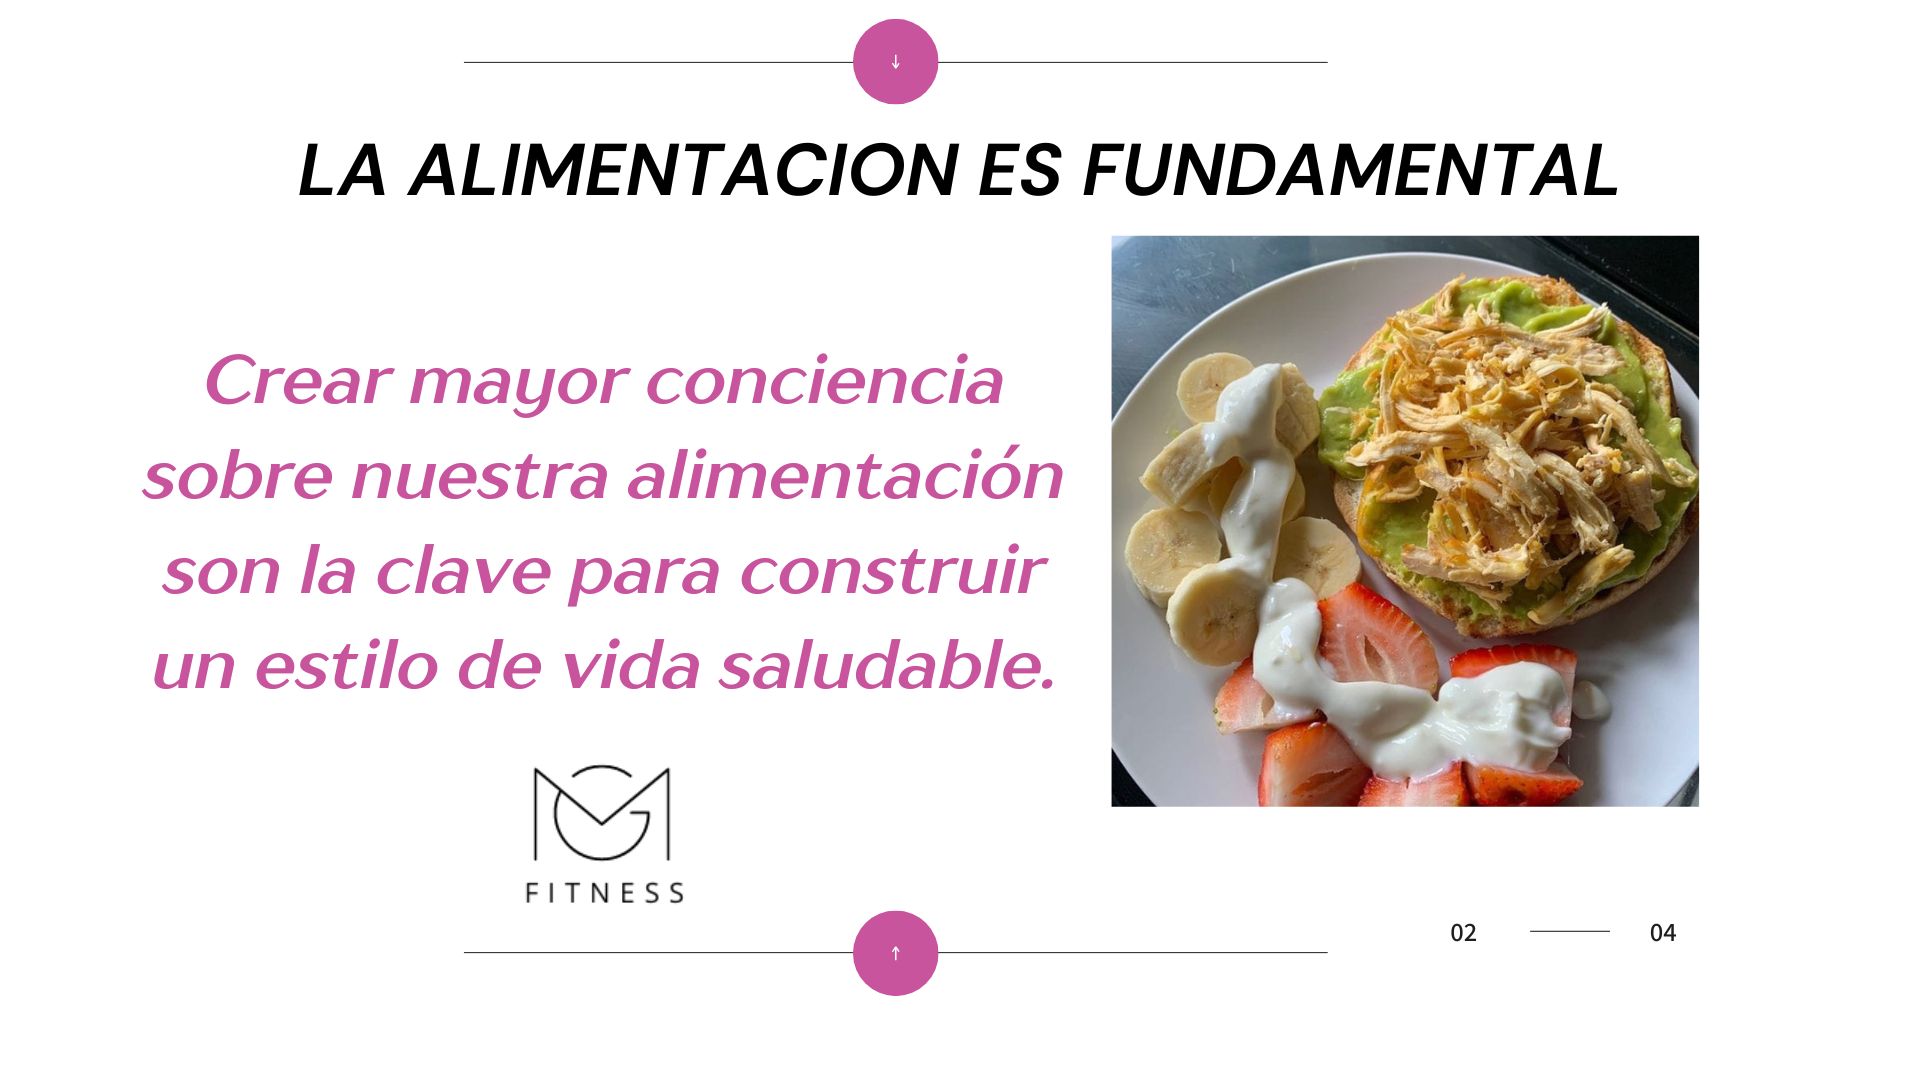 ↓
LA ALIMENTACION ES FUNDAMENTAL
Crear mayor conciencia
sobre nuestra alimentación
son la clave para construir
un estilo de vida saludable.
MG
FITNESS
↑
02 04